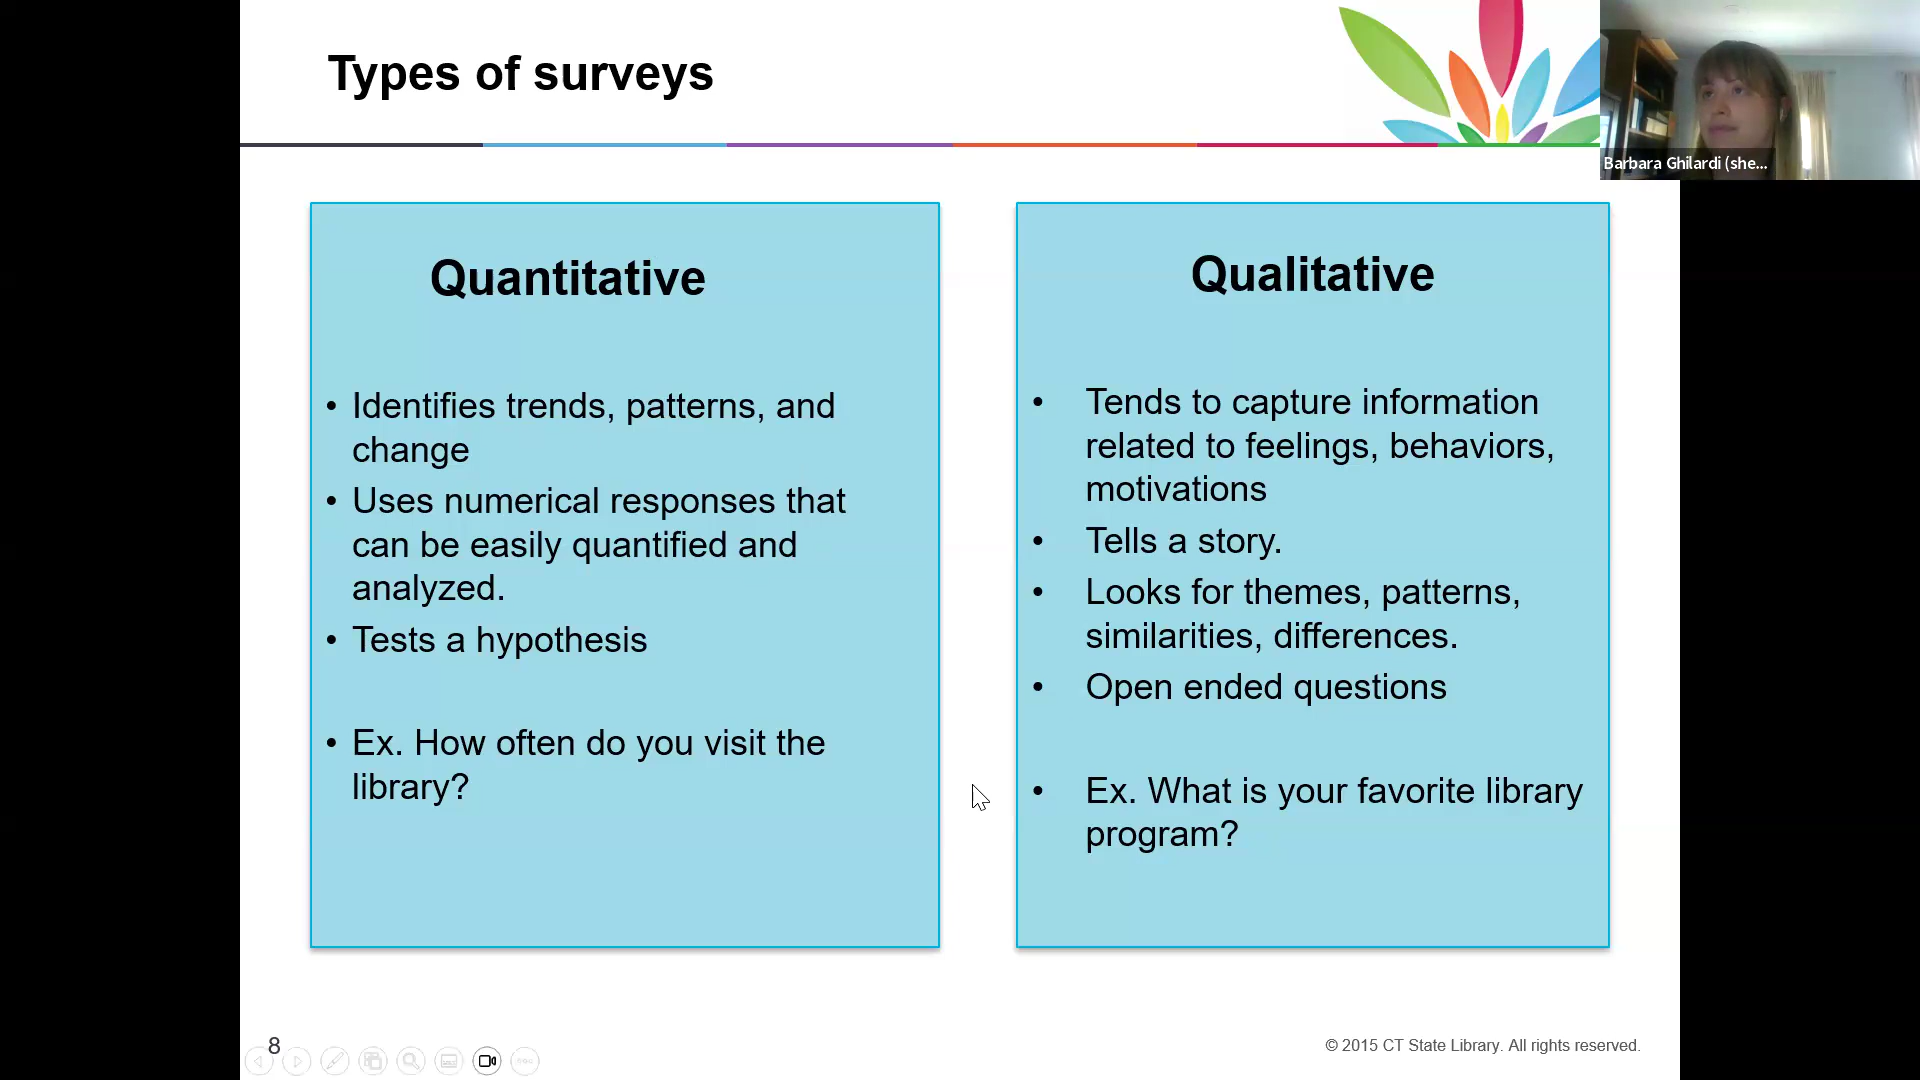 Types of surveys
Barbara Ghilardi (she...
Quantitative
• Identifies trends, patterns, and
change
• Uses numerical responses that
can be easily quantified and
analyzed.
• Tests a hypothesis
• Ex. How often do you visit the
library?
Qualitative
• Tends to capture information
related to feelings, behaviors,
motivations
• Tells a story.
• Looks for themes, patterns,
similarities, differences.
• Open ended questions
• Ex. What is your favorite library
program?
8
© 2015 CT State Library. All rights reserved.